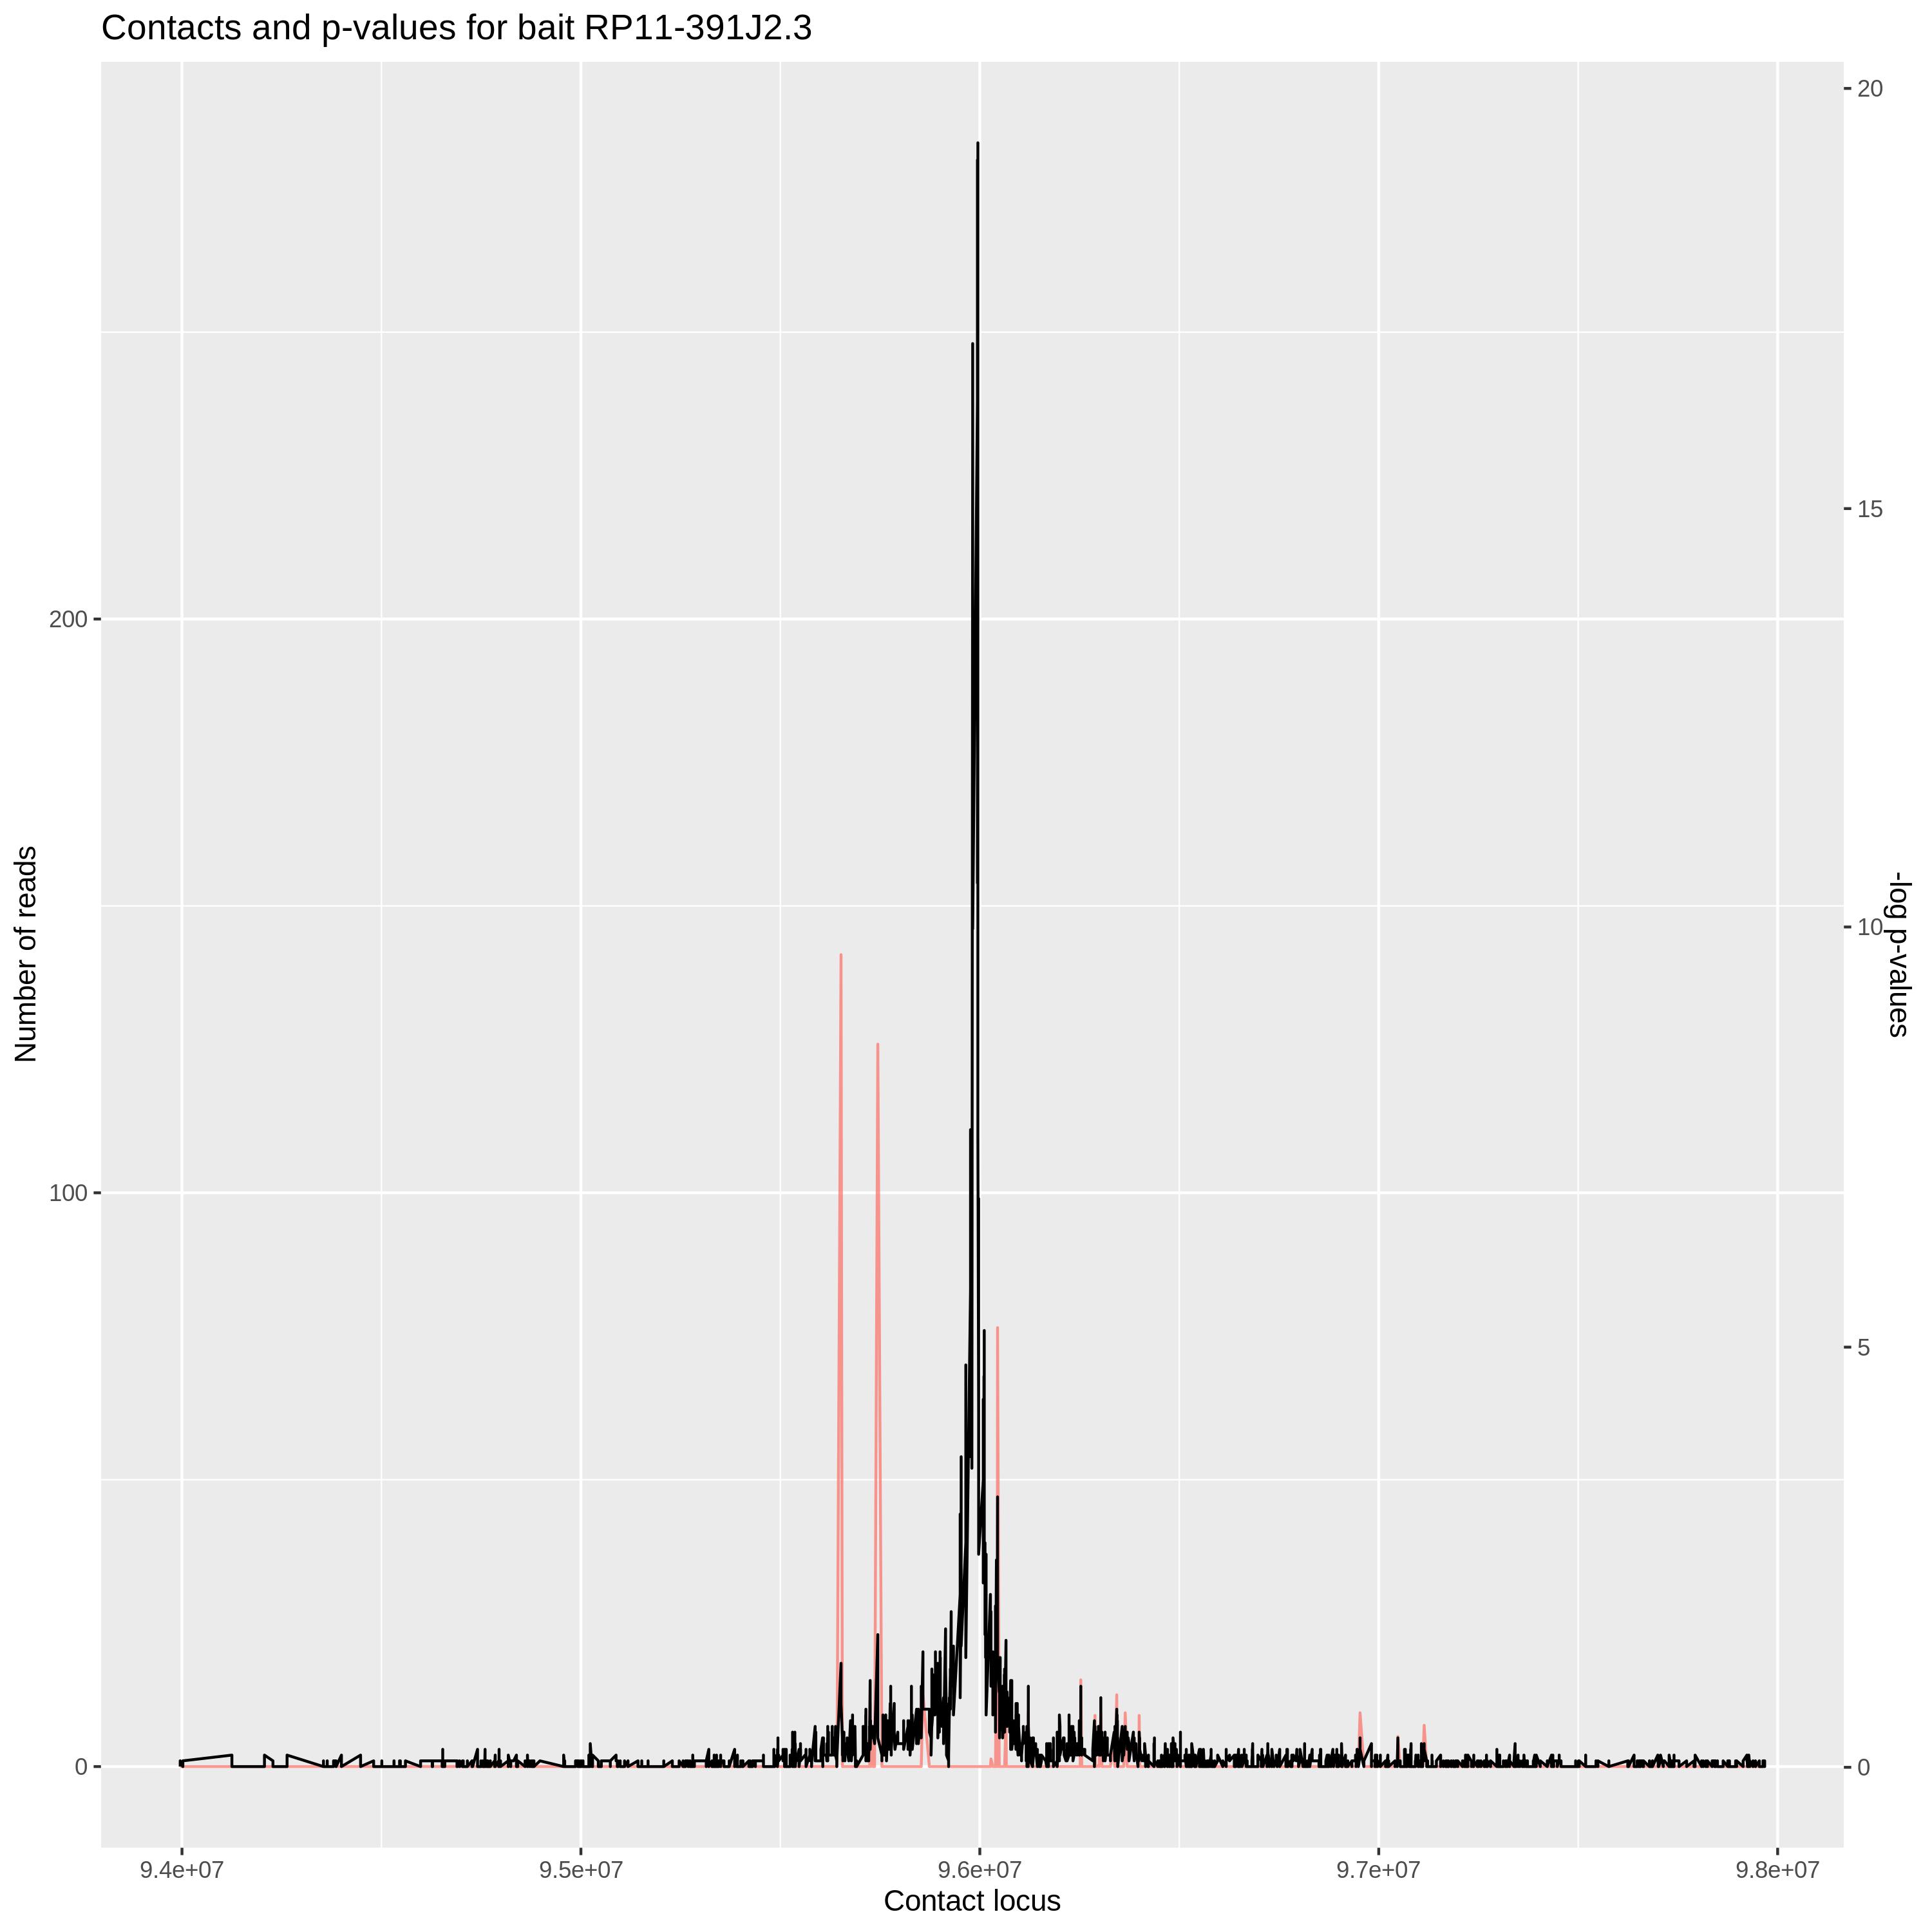 Contacts and p-values for bait RP11-391J2.3
Number of reads
200
100
0
20
15
10
5
0
-log p-values
9.4e+07 9.5e+07 9.6e+07 9.7e+07 9.8e+07
Contact locus